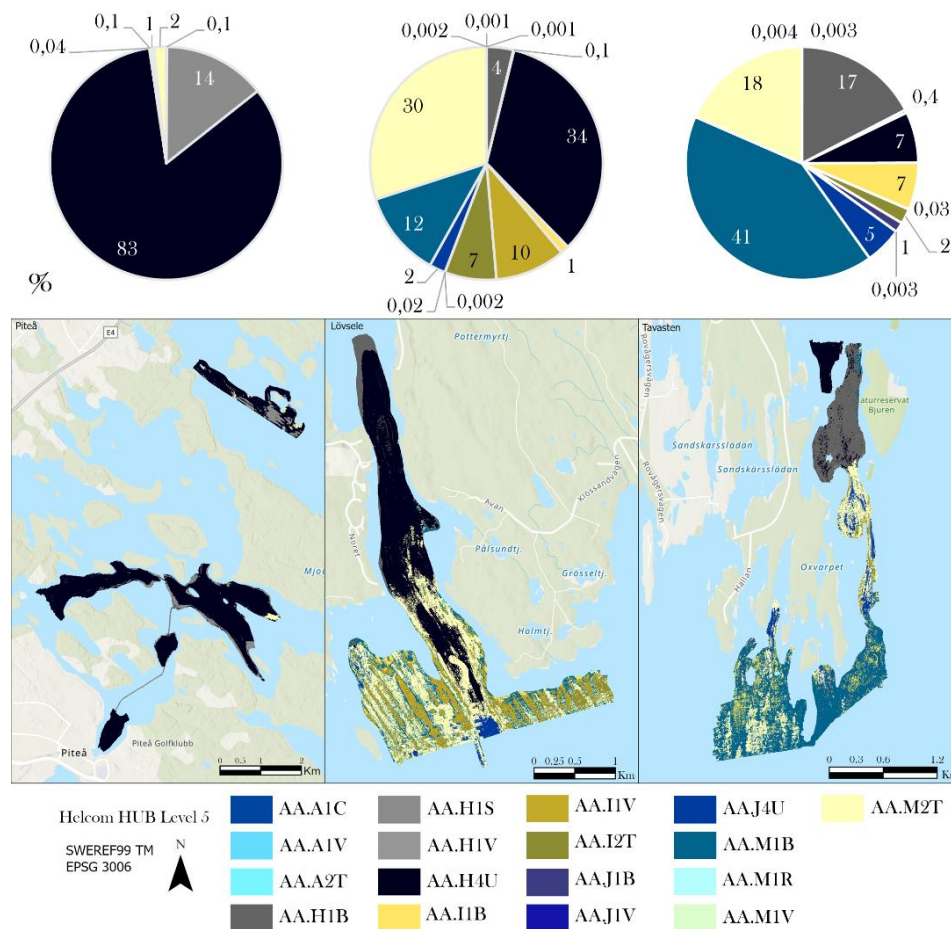 0,1 1 2 0,1
0,04
14
83
%
0,002 0,001 0,001
0,1
4
30
34
12
7
10
2
0,02
0,002
1
0,004 0,003
18
17
0,4
7
7
0,03
2
41
5
1
0,003
Piteå
E4
Piteå
Piteå Golfklubb
0 0.5 1 2
Km
Lövsele
Pottermyrtj.
Noret
Avan
Klössandvägen
Pålsundtj.
Grösseltj.
Holmtj.
0 0.25 0.5 1
Km
Tavasten
Rovågersvägen
Rovågersvägen
Sandskärsslädan
Sandskärsslädan
aturreservat
Bjuren
Hällan
Oxvarpet
0 0.3 0.6 1.2
Helcom HUB Level 5
SWEREF99 TM
EPSG 3006
N
AA.A1C
AA.A1V
AA.A2T
AA.H1B
AA.H1S
AA.H1V
AA.H4U
AA.I1B
AA.I1V
AA.I2T
AA.J1B
AA.J1V
AA.J4U
AA.M1B
AA.M1R
AA.M1V
AA.M2T